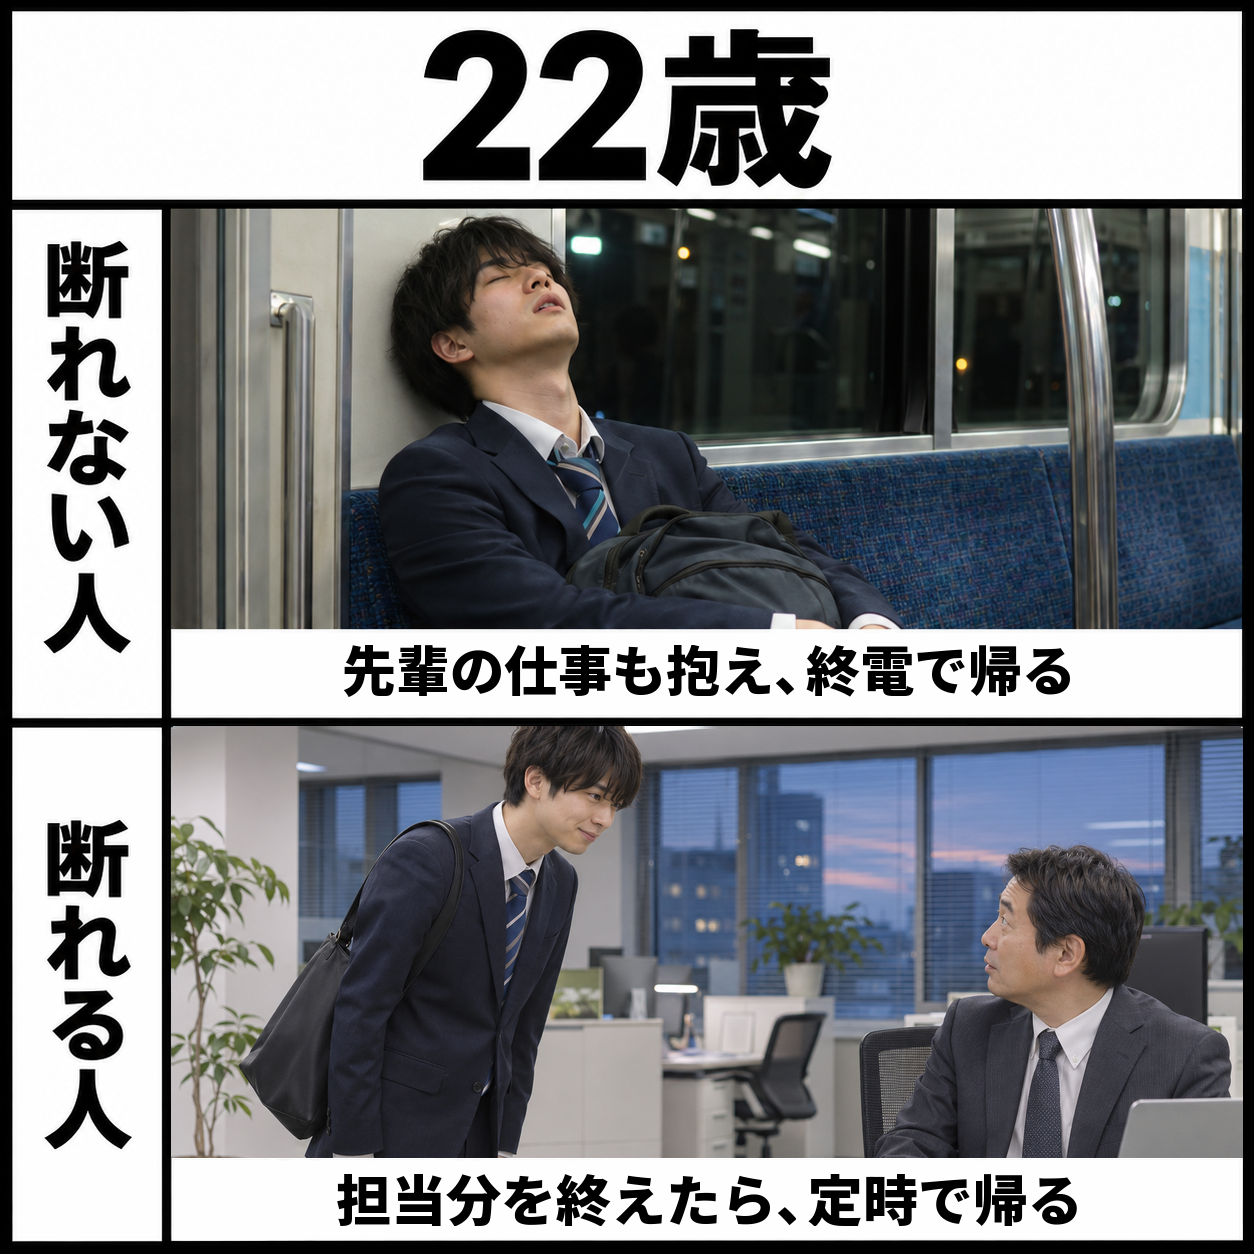 22歳
断れない人
先輩の仕事も抱え、終電で帰る
断れる人
担当分を終えたら、定時で帰る